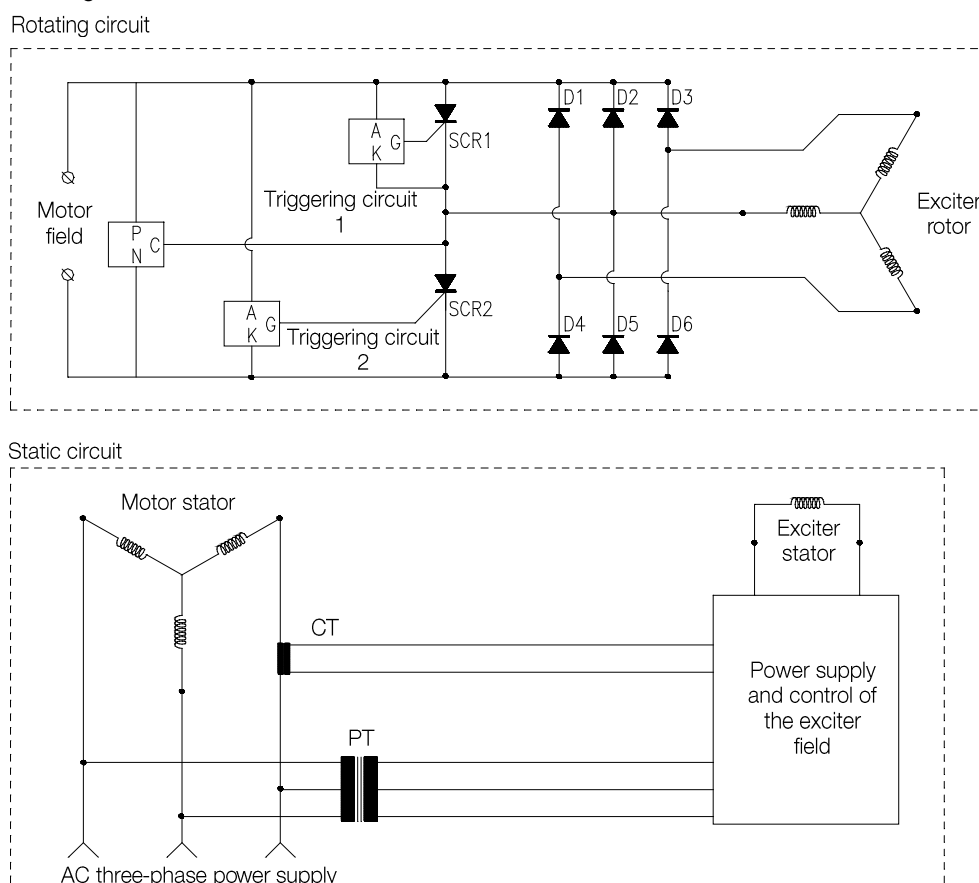 Rotating circuit
D1
D2
D3
A
K
G
SCR1
Triggering circuit
1
Motor
field
P
N
C
Exciter
rotor
A
K
G
SCR2
Triggering circuit
2
D4
D5
D6
Static circuit
Motor stator
Exciter
stator
CT
Power supply
and control of
the exciter
field
PT
AC three-phase power supply